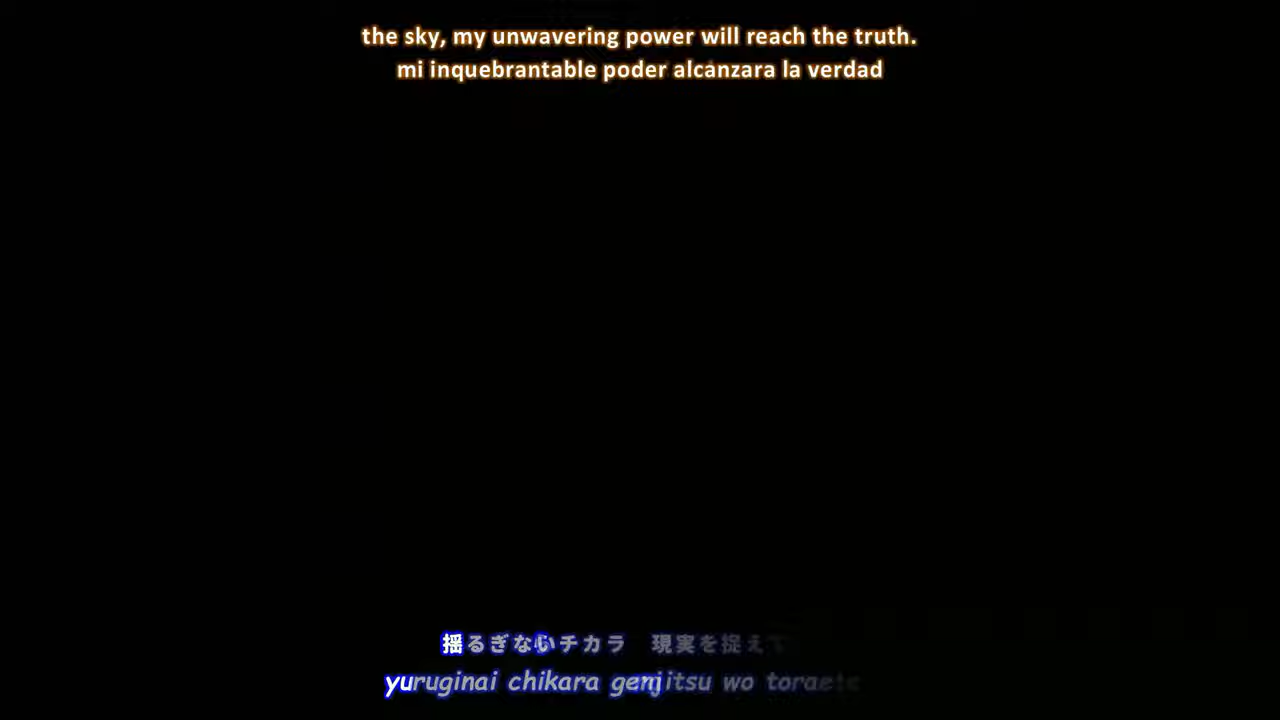 the sky, my unwavering power will reach the truth.
mi inquebrantable poder alcanzara la verdad
揺るぎないチカラ　現実を捉えて
yuruginai chikara genjitsu wo toraete